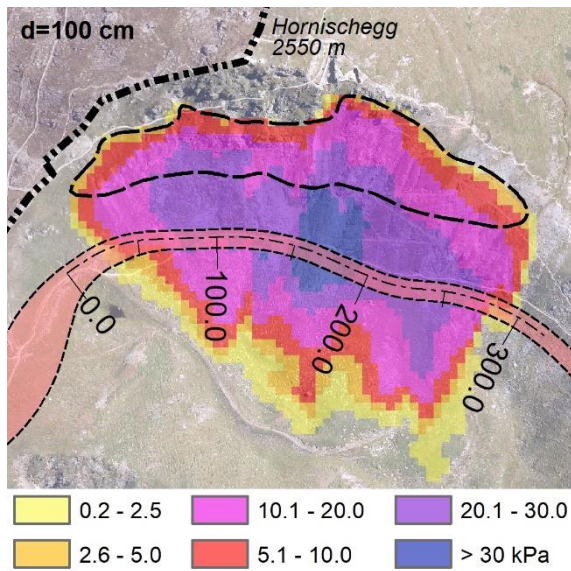 d=100 cm
Hornischegg
2550 m
0.0
100.0
200.0
300.0
0.2 - 2.5
10.1 - 20.0
20.1 - 30.0
2.6 - 5.0
5.1 - 10.0
> 30 kPa